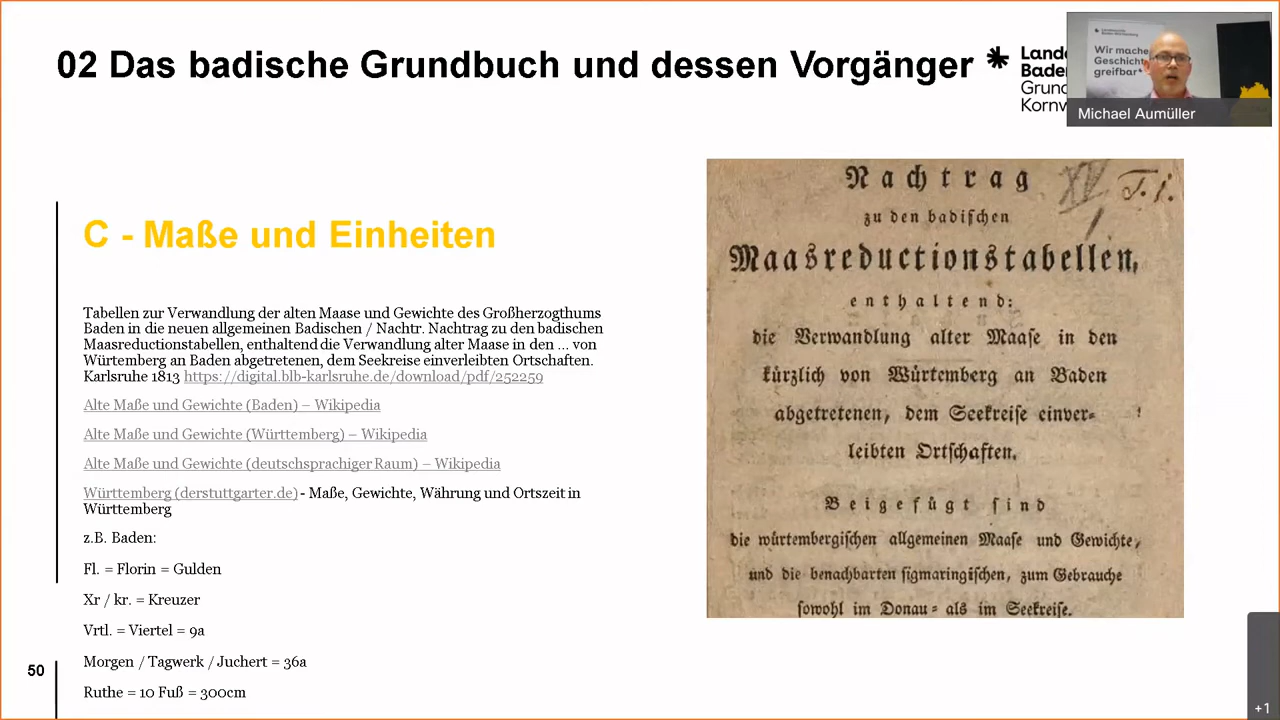 02 Das badische Grundbuch und dessen Vorgänger
Lande
Baden
Grund
Kornw
Wir mache
Geschicht
greifbar*
Michael Aumüller
C - Maße und Einheiten
Tabellen zur Verwandlung der alten Maase und Gewichte des Großherzogthums
Baden in die neuen allgemeinen Badischen / Nachtr. Nachtrag zu den badischen
Maasreductionstabellen, enthaltend die Verwandlung alter Maase in den ... von
Würtemberg an Baden abgetretenen, dem Seekreise einverleibten Ortschaften.
Karlsruhe 1813 https://digital.blb-karlsruhe.de/download/pdf/252259
Alte Maße und Gewichte (Baden) – Wikipedia
Alte Maße und Gewichte (Württemberg) – Wikipedia
Alte Maße und Gewichte (deutschsprachiger Raum) – Wikipedia
Württemberg (derstuttgarter.de) - Maße, Gewichte, Währung und Ortszeit in
Württemberg
z.B. Baden:
Fl. = Florin = Gulden
Xr / kr. = Kreuzer
Vrtl. = Viertel = 9a
Morgen / Tagwerk / Juchert = 36a
Ruthe = 10 Fuß = 300cm
50
Nachtrag
XV T. i.
zu den badiſchen
Maasreductionstabellen,
enthaltend:
die Verwandlung alter Maaſe in den
kürzlich von Würtemberg an Baden
abgetretenen, dem Seekreiſe einver-
leibten Ortſchaften.
Beigefügt ſind
die würtembergiſchen allgemeinen Maaſe und Gewichte,
und die benachbarten ſigmaringiſchen, zum Gebrauche
ſowohl im Donau- als im Seekreiſe.
+1